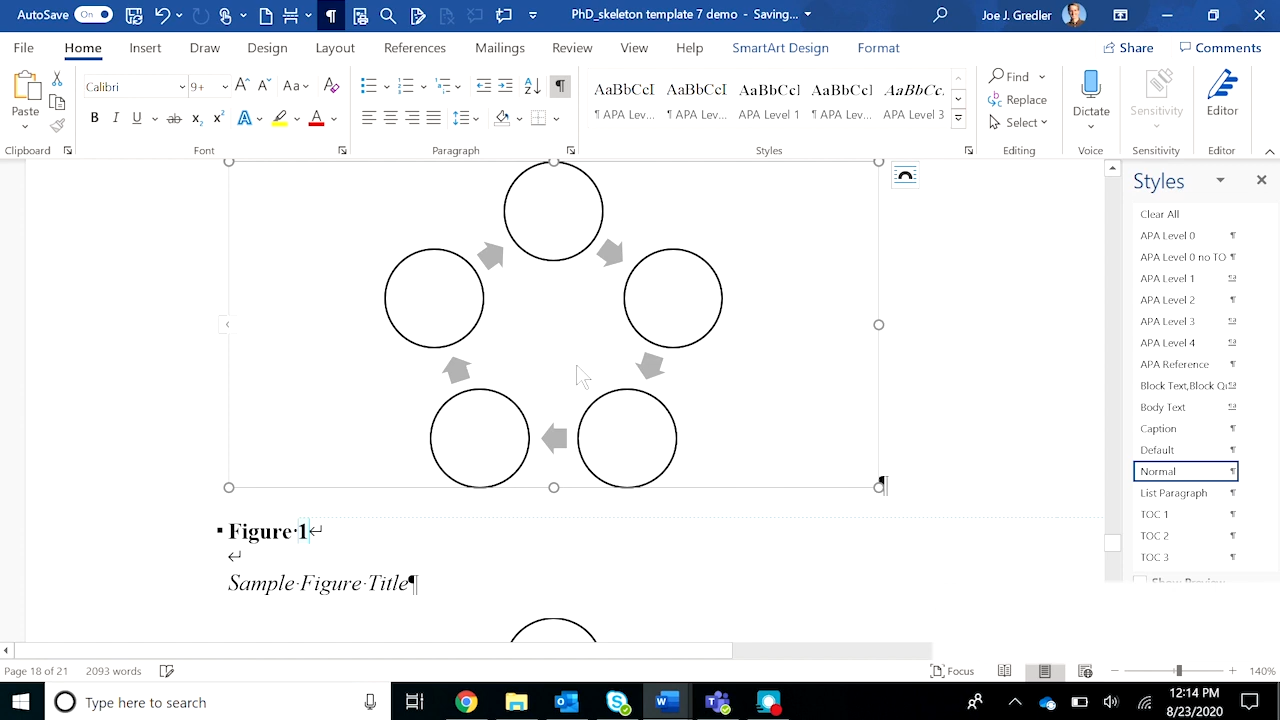 AutoSave On PhD_skeleton template 7 demo - Saving... Joe J. Gredler
File Home Insert Draw Design Layout References Mailings Review View Help SmartArt Design Format Share Comments
Calibri 9+ Aa AaBbCcI AaBbCcI AaBbCcI AaBbCcI AaBbCc. Find
Paste ¶ APA Lev... ¶ APA Lev... APA Level 1 ¶ APA Lev... APA Level 3 Replace Dictate Sensitivity Editor
B I U ab x₂ x² A A Select
Clipboard Font Paragraph Styles Editing Voice Sensitivity Editor
Styles
Clear All
APA Level 0 ¶
APA Level 0 no TO ¶
APA Level 1 ¶a
APA Level 2 ¶
APA Level 3 ¶a
APA Level 4 ¶a
APA Reference ¶
Block Text,Block Q
Body Text ¶a
Caption ¶
Default ¶
Normal ¶
List Paragraph ¶
TOC 1 ¶
TOC 2 ¶
TOC 3 ¶
Show Preview
¶
Figure·1↵
↵
Sample·Figure·Title¶
Page 18 of 21 2093 words Focus 140%
Type here to search 12:14 PM
8/23/2020